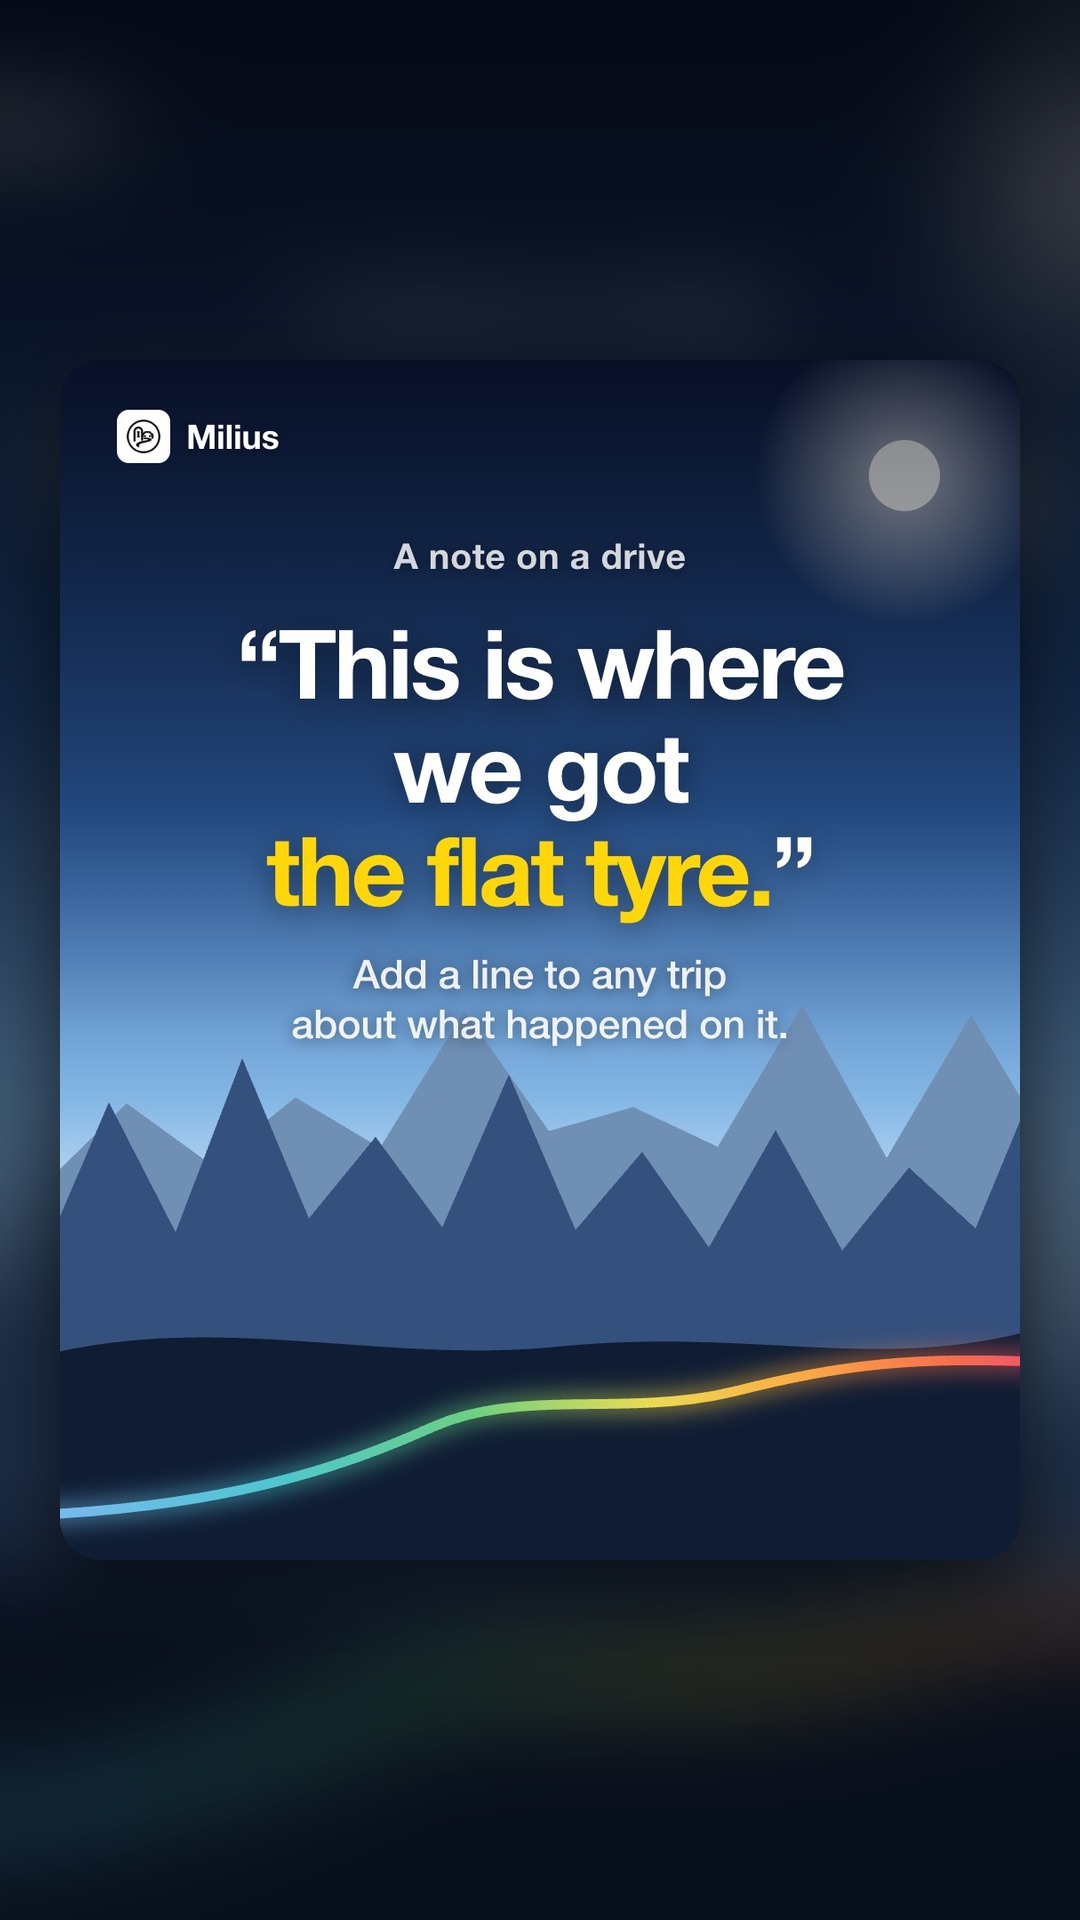 Milius
A note on a drive
“This is where
we got
the flat tyre.”
Add a line to any trip
about what happened on it.